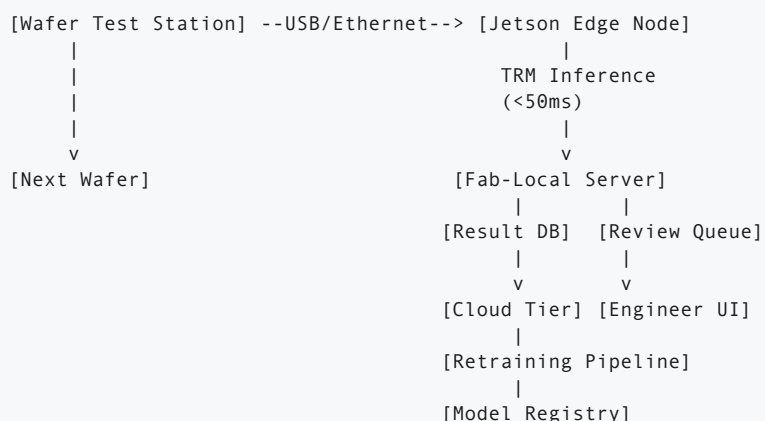 [Wafer Test Station] --USB/Ethernet--> [Jetson Edge Node]
| |
| TRM Inference
| (<50ms)
| |
v v
[Next Wafer] [Fab-Local Server]
| |
[Result DB] [Review Queue]
| |
v v
[Cloud Tier] [Engineer UI]
|
[Retraining Pipeline]
|
[Model Registry]